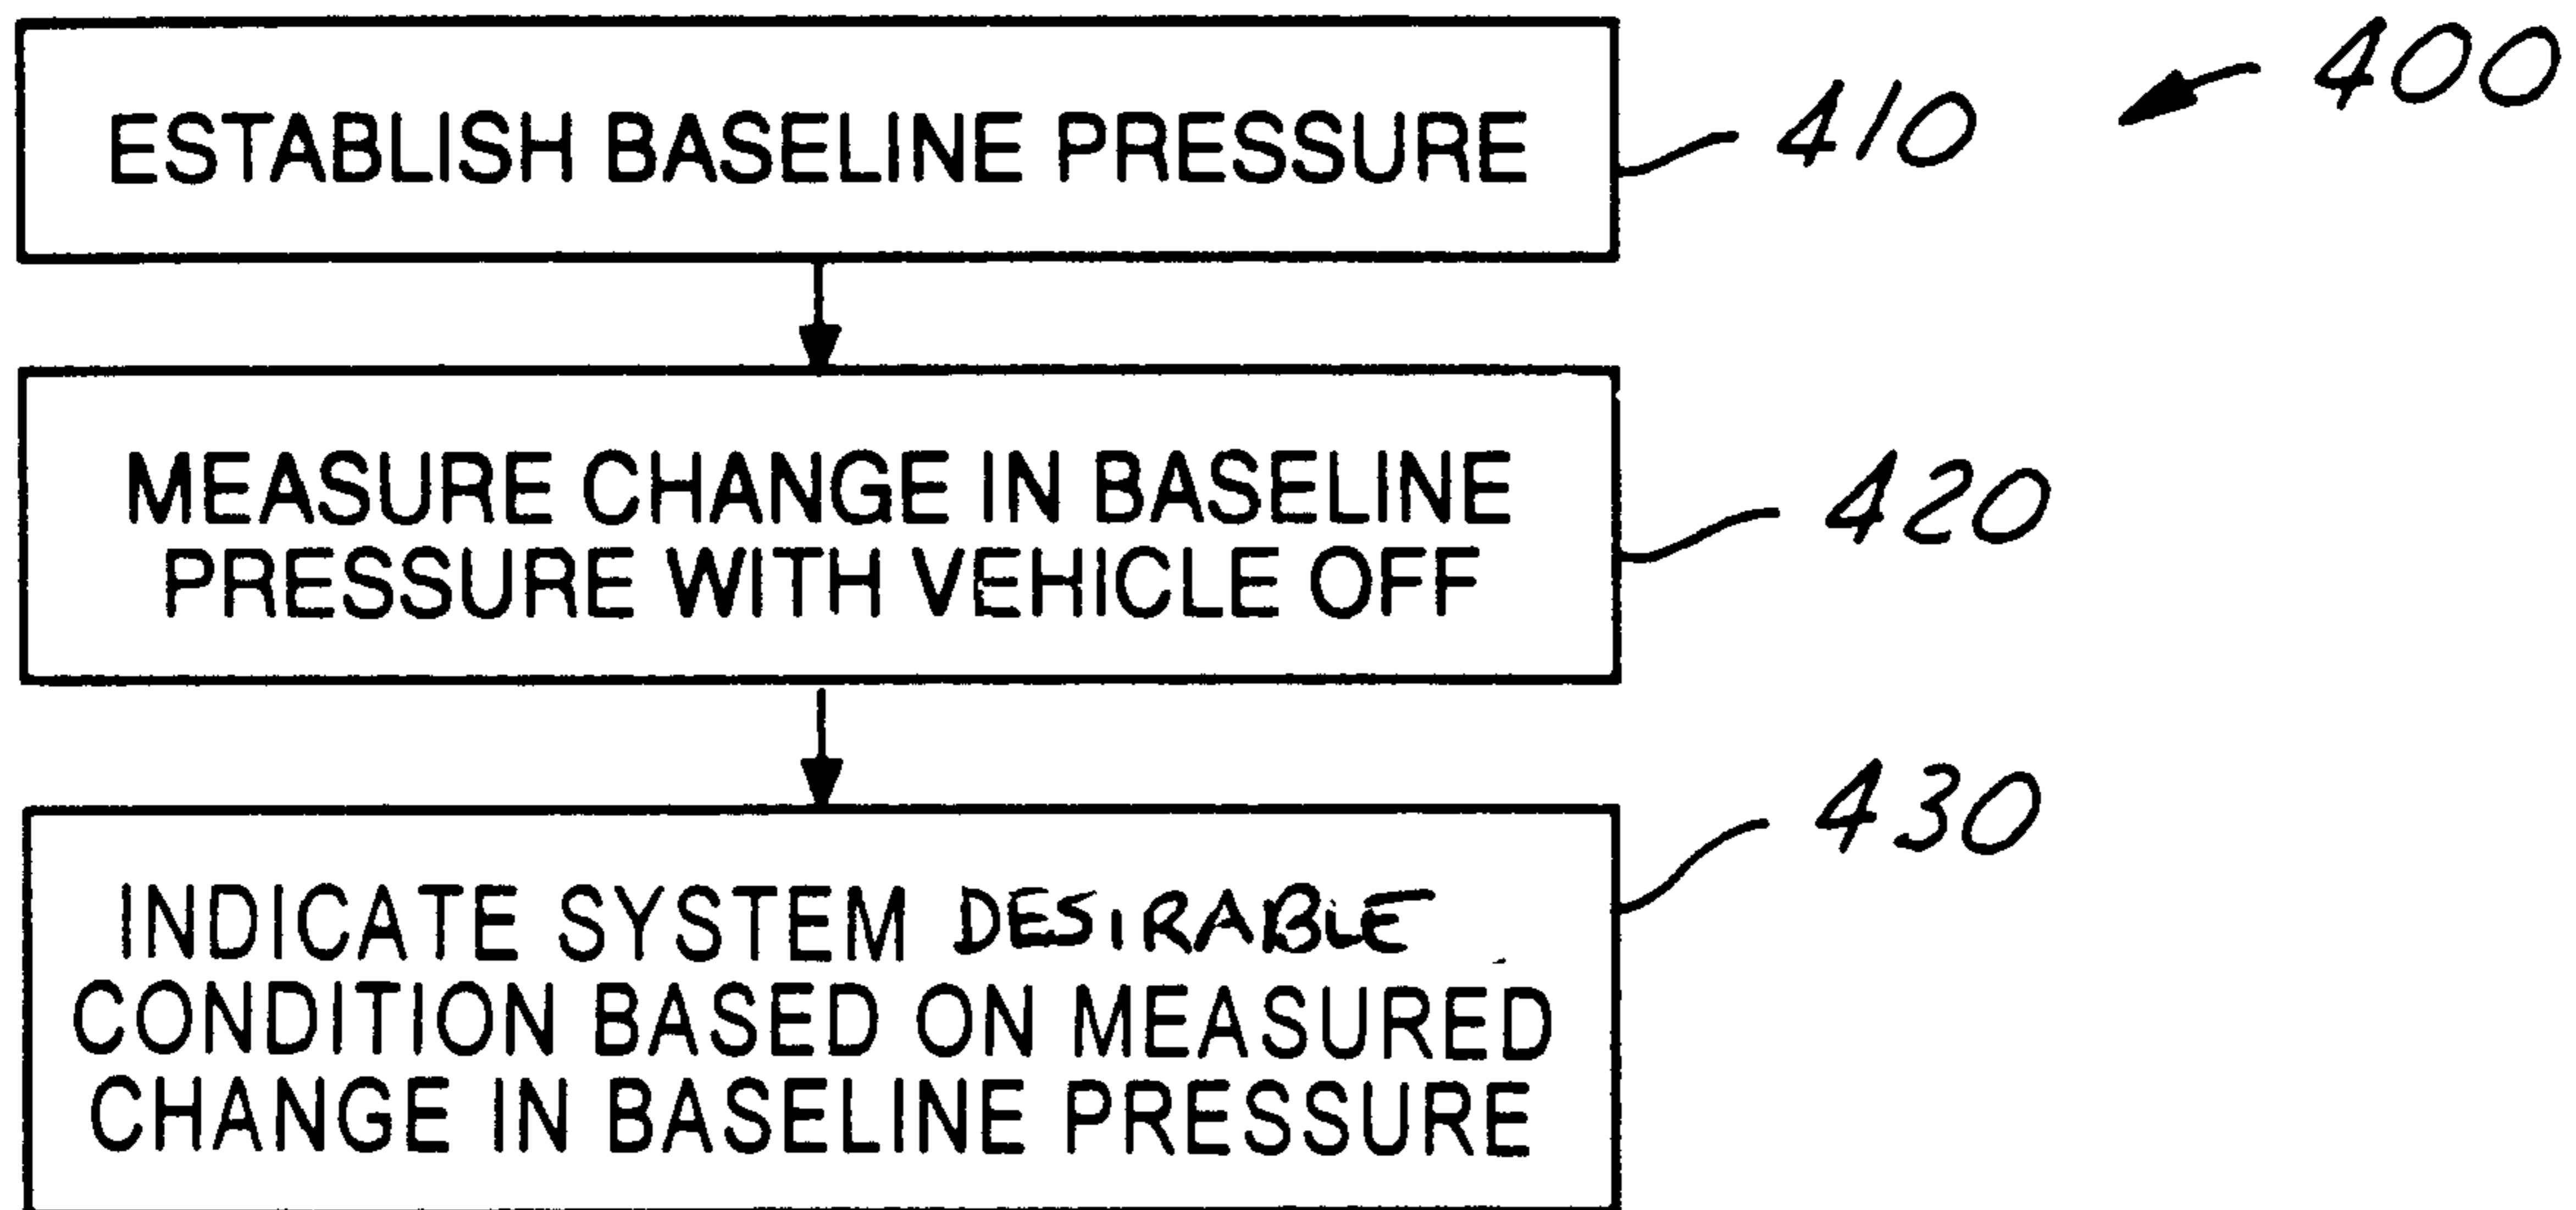 400
ESTABLISH BASELINE PRESSURE
410
MEASURE CHANGE IN BASELINE
PRESSURE WITH VEHICLE OFF
420
INDICATE SYSTEM DESIRABLE
CONDITION BASED ON MEASURED
CHANGE IN BASELINE PRESSURE
430